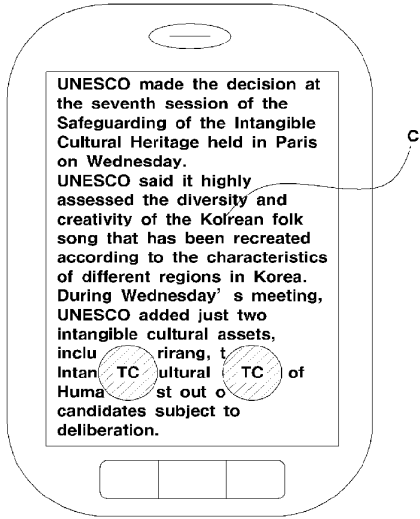 UNESCO made the decision at
the seventh session of the
Safeguarding of the Intangible
Cultural Heritage held in Paris
on Wednesday.
UNESCO said it highly
assessed the diversity and
creativity of the Kolrean folk
song that has been recreated
according to the characteristics
of different regions in Korea.
During Wednesday’ s meeting,
UNESCO added just two
intangible cultural assets,
inclu rirang, t
Intan TC ultural TC of
Huma st out o
candidates subject to
deliberation.
C